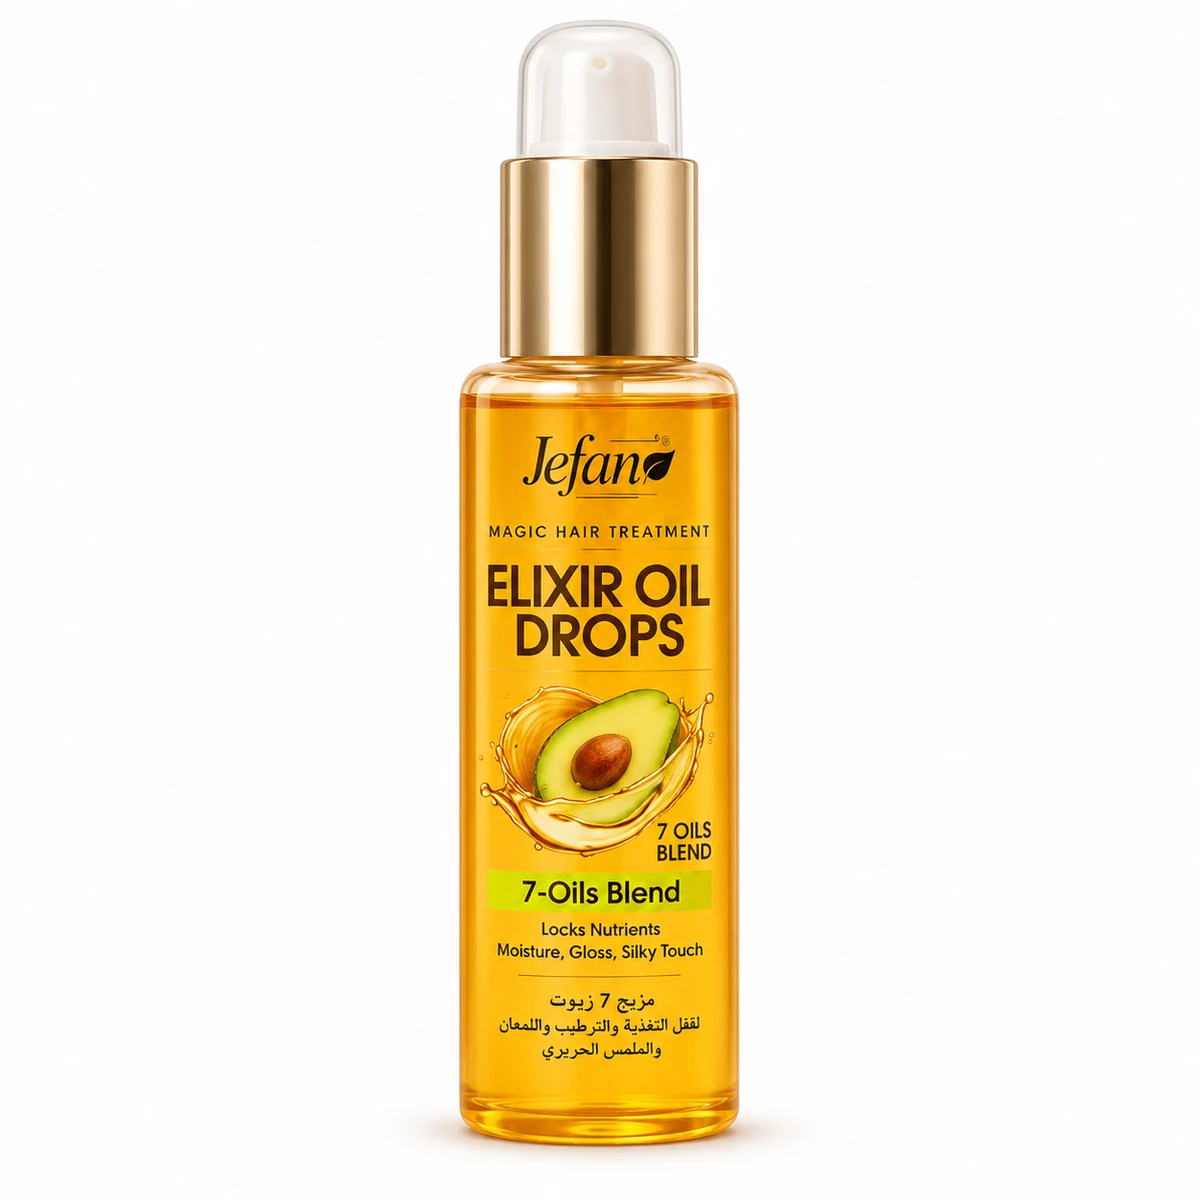 Jefan
MAGIC HAIR TREATMENT
ELIXIR OIL
DROPS
7 OILS
BLEND
7-Oils Blend
Locks Nutrients
Moisture, Gloss, Silky Touch
مزيج 7 زيوت
لقفل التغذية والترطيب واللمعان
والملمس الحريري